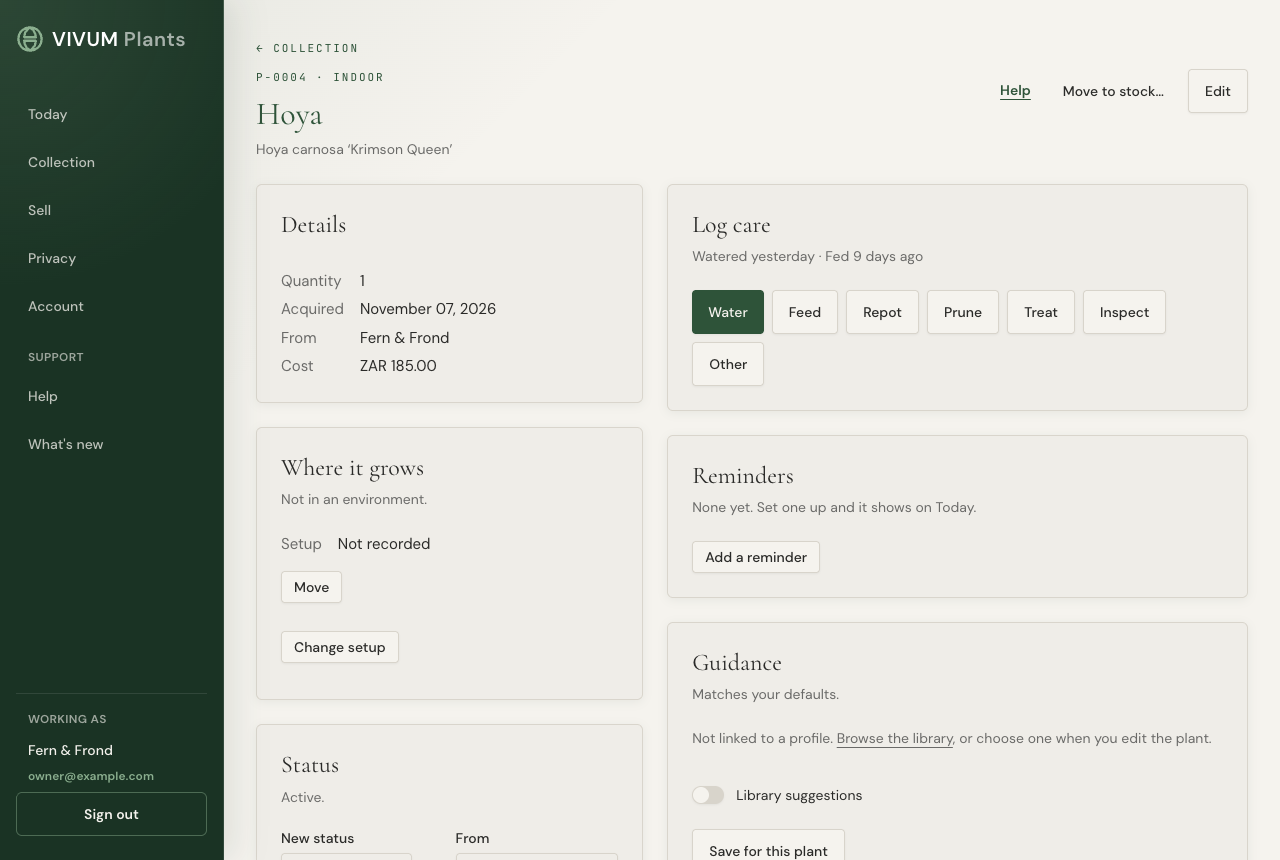 VIVUM Plants
Today
Collection
Sell
Privacy
Account
SUPPORT
Help
What's new
WORKING AS
Fern & Frond
owner@example.com
Sign out
← COLLECTION
P-0004 · INDOOR
Hoya
Hoya carnosa ‘Krimson Queen’
Help
Move to stock…
Edit
Details
Quantity 1
Acquired November 07, 2026
From Fern & Frond
Cost ZAR 185.00
Where it grows
Not in an environment.
Setup Not recorded
Move
Change setup
Status
Active.
New status From
Log care
Watered yesterday · Fed 9 days ago
Water Feed Repot Prune Treat Inspect
Other
Reminders
None yet. Set one up and it shows on Today.
Add a reminder
Guidance
Matches your defaults.
Not linked to a profile. Browse the library, or choose one when you edit the plant.
Library suggestions
Save for this plant